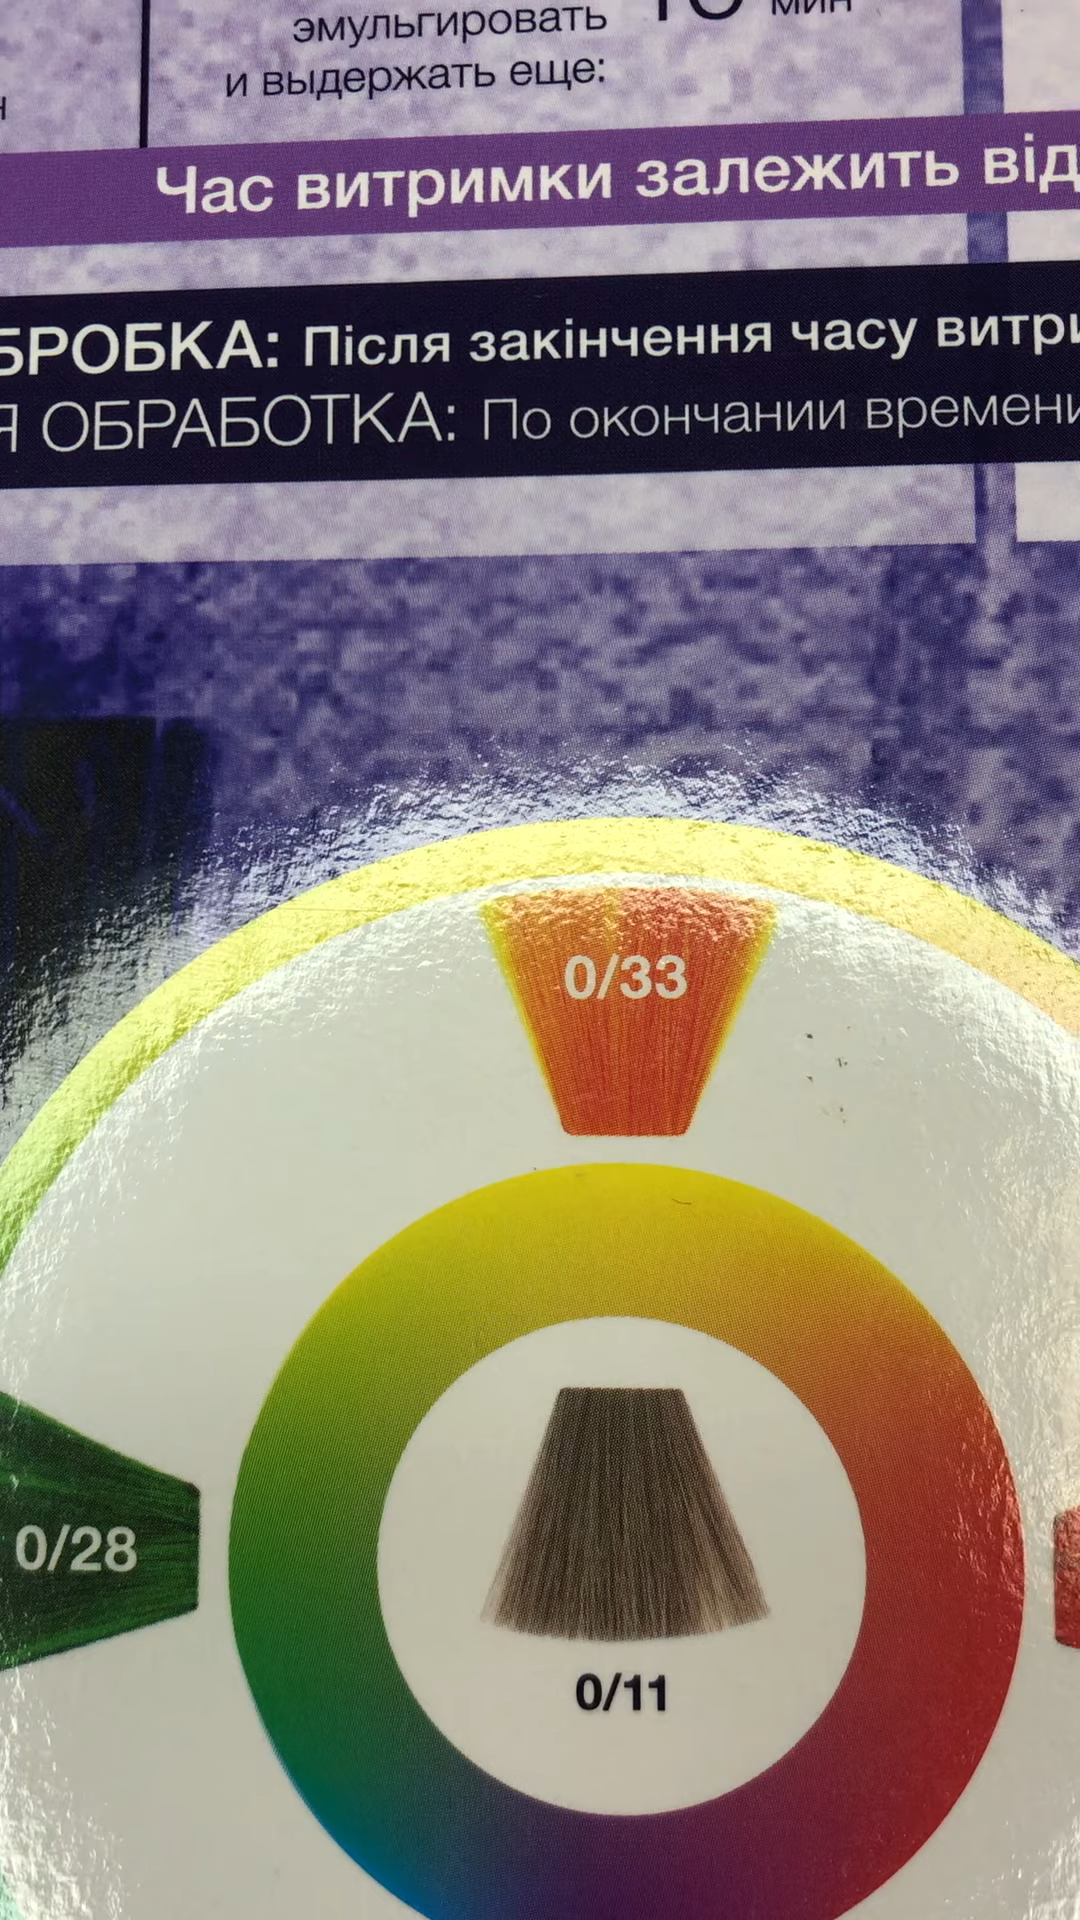 эмульгировать
мин
и выдержать еще:
Час витримки залежить від
БРОБКА: Після закінчення часу витри
Я ОБРАБОТКА: По окончании времени
0/33
0/28
0/11